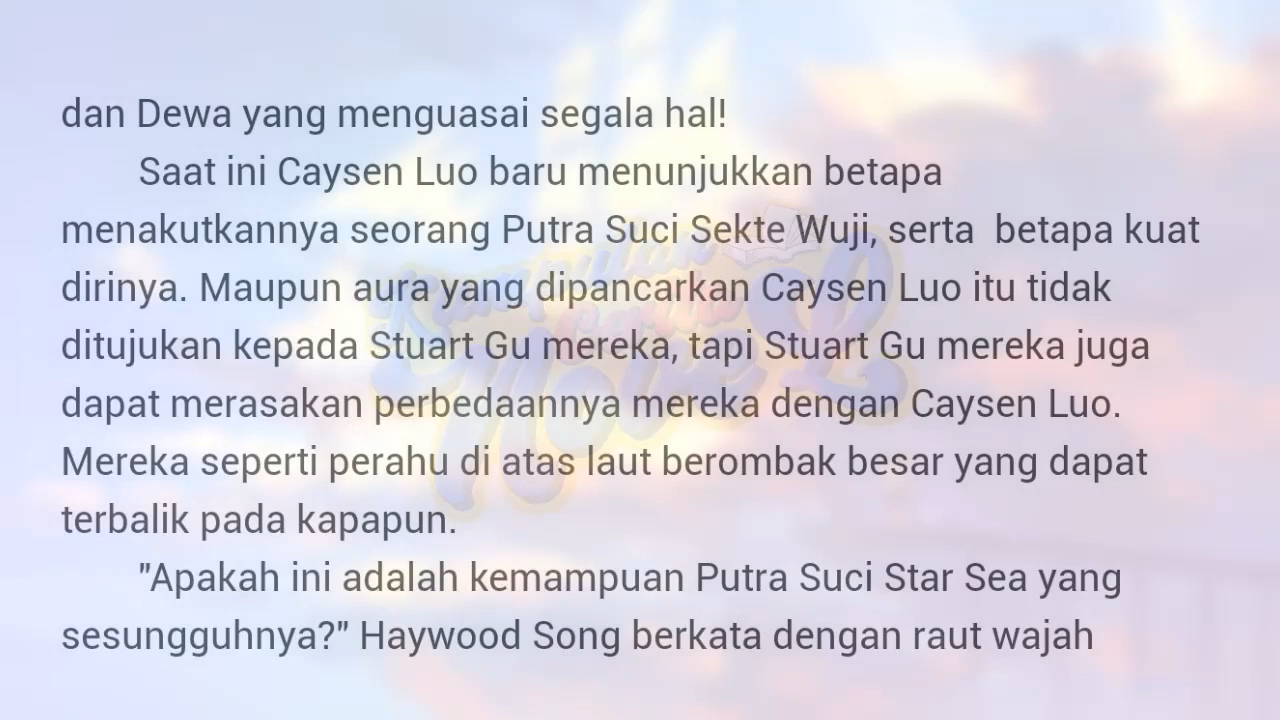 dan Dewa yang menguasai segala hal!
Saat ini Caysen Luo baru menunjukkan betapa
menakutkannya seorang Putra Suci Sekte Wuji, serta  betapa kuat
dirinya. Maupun aura yang dipancarkan Caysen Luo itu tidak
ditujukan kepada Stuart Gu mereka, tapi Stuart Gu mereka juga
dapat merasakan perbedaannya mereka dengan Caysen Luo.
Mereka seperti perahu di atas laut berombak besar yang dapat
terbalik pada kapapun.
"Apakah ini adalah kemampuan Putra Suci Star Sea yang
sesungguhnya?" Haywood Song berkata dengan raut wajah